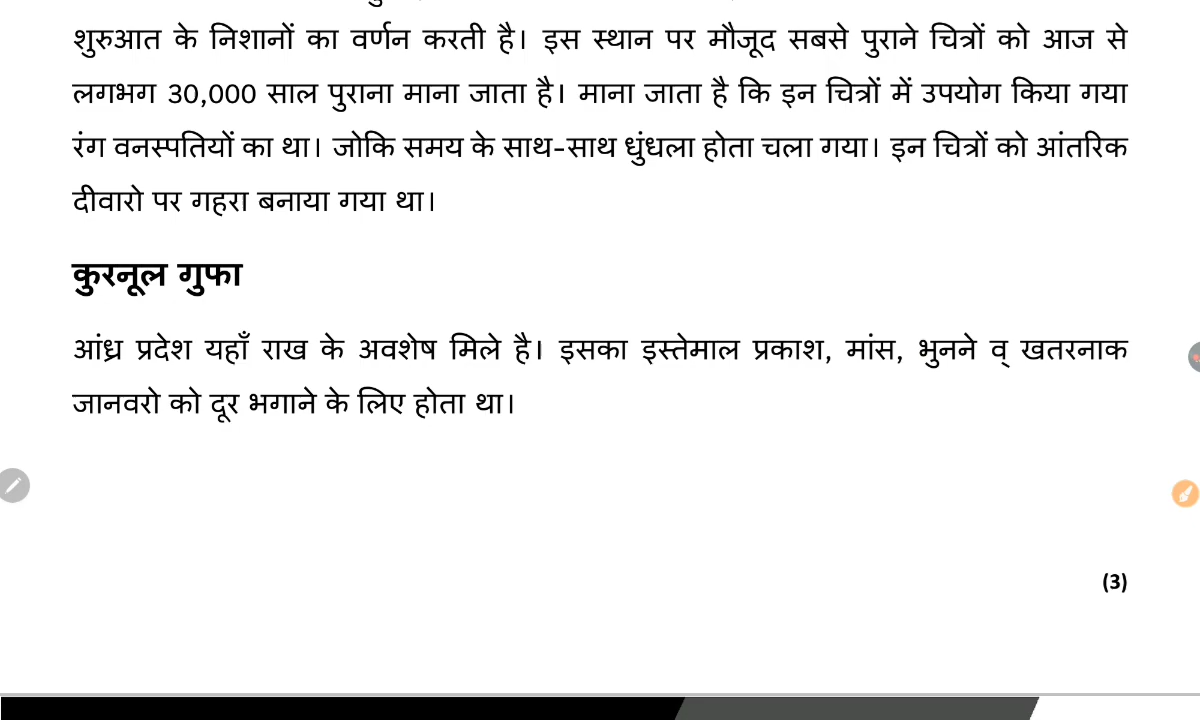 शुरुआत के निशानों का वर्णन करती है। इस स्थान पर मौजूद सबसे पुराने चित्रों को आज से
लगभग 30,000 साल पुराना माना जाता है। माना जाता है कि इन चित्रों में उपयोग किया गया
रंग वनस्पतियों का था। जोकि समय के साथ-साथ धुंधला होता चला गया। इन चित्रों को आंतरिक
दीवारो पर गहरा बनाया गया था।
कुरनूल गुफा
आंध्र प्रदेश यहाँ राख के अवशेष मिले है। इसका इस्तेमाल प्रकाश, मांस, भुनने व् खतरनाक
जानवरो को दूर भगाने के लिए होता था।
(3)